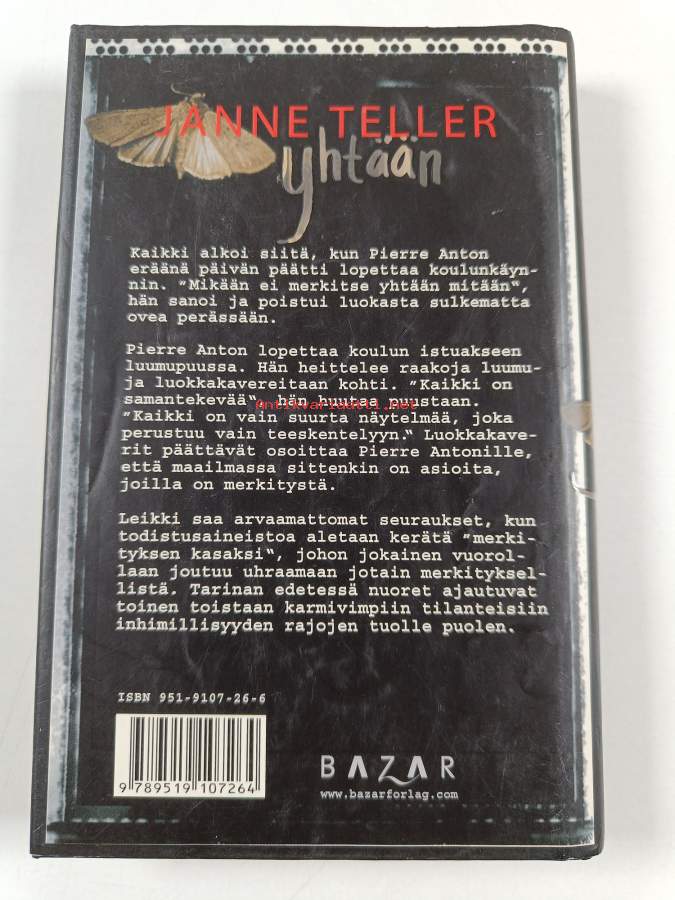 JANNE TELLER
yhtään
Kaikki alkoi siitä, kun Pierre Anton
eräänä päivän päätti lopettaa koulunkäyn-
nin. "Mikään ei merkitse yhtään mitään",
hän sanoi ja poistui luokasta sulkematta
ovea perässään.
Pierre Anton lopettaa koulun istuakseen
luumupuussa. Hän heittelee raakoja luumu-
ja luokkakavereitaan kohti. "Kaikki on
samantekevää", hän huutaa puustaan.
Antikvariaatti.net
"Kaikki on vain suurta näytelmää, joka
perustuu vain teeskentelyyn." Luokkakave-
rit päättävät osoittaa Pierre Antonille,
että maailmassa sittenkin on asioita,
joilla on merkitystä.
Leikki saa arvaamattomat seuraukset, kun
todistusaineistoa aletaan kerätä "merki-
tyksen kasaksi", johon jokainen vuorol-
laan joutuu uhraamaan jotain merkityksel-
listä. Tarinan edetessä nuoret ajautuvat
toinen toistaan karmivimpiin tilanteisiin
inhimillisyyden rajojen tuolle puolen.
ISBN 951-9107-26-6
9 789519 107264
BAZAR
www.bazarforlag.com